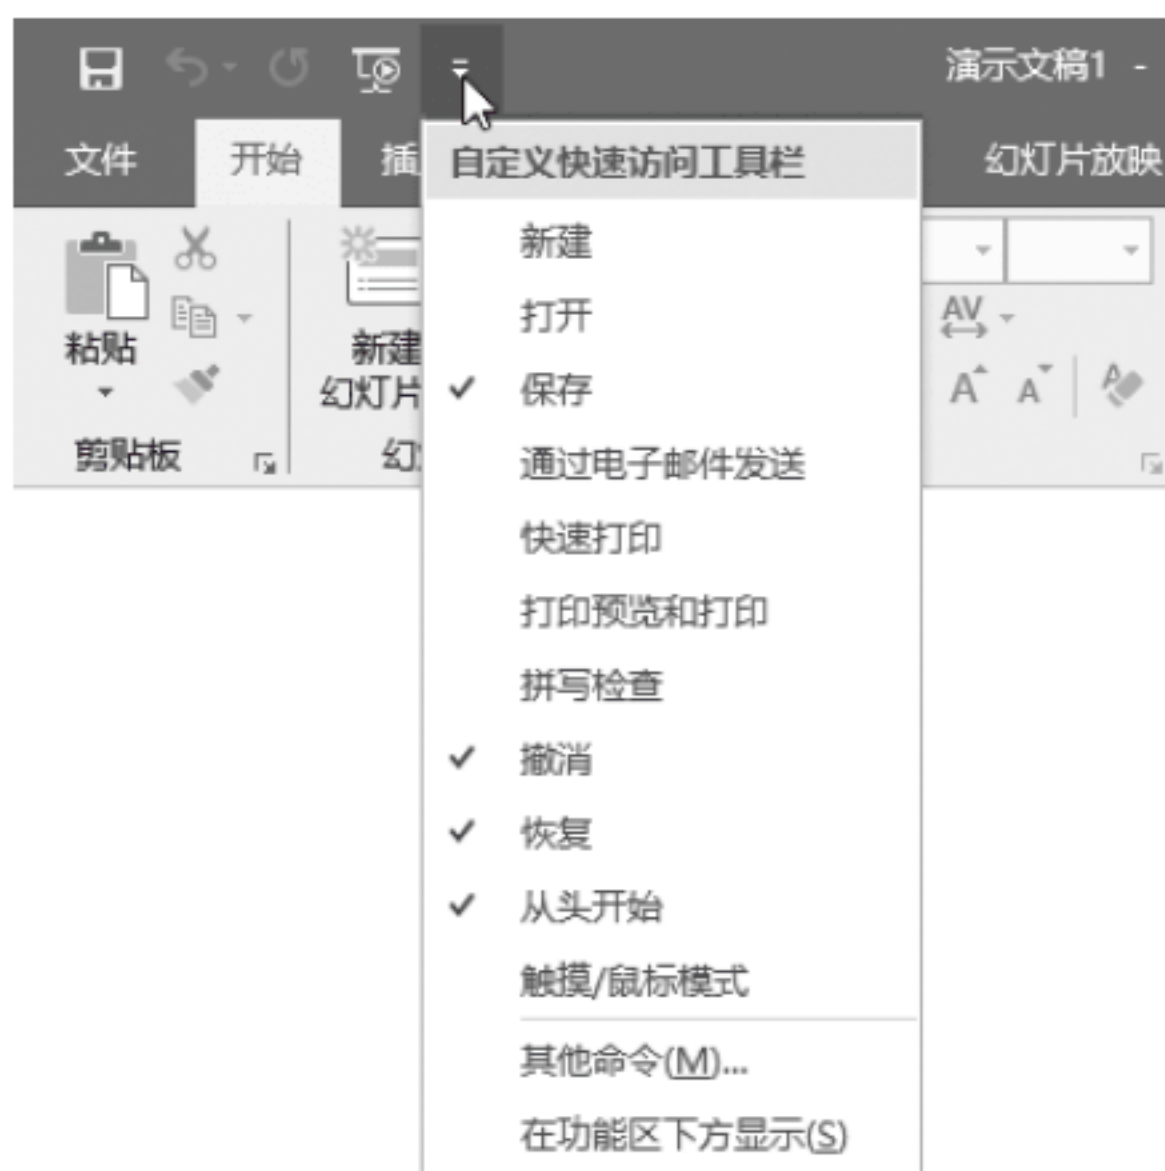 演示文稿1 -
文件 开始 插 幻灯片放映
自定义快速访问工具栏
新建
打开
保存
通过电子邮件发送
快速打印
打印预览和打印
拼写检查
撤消
恢复
从头开始
触摸/鼠标模式
其他命令(M)...
在功能区下方显示(S)
粘贴
剪贴板
新建
幻灯片
幻
AV
A A A